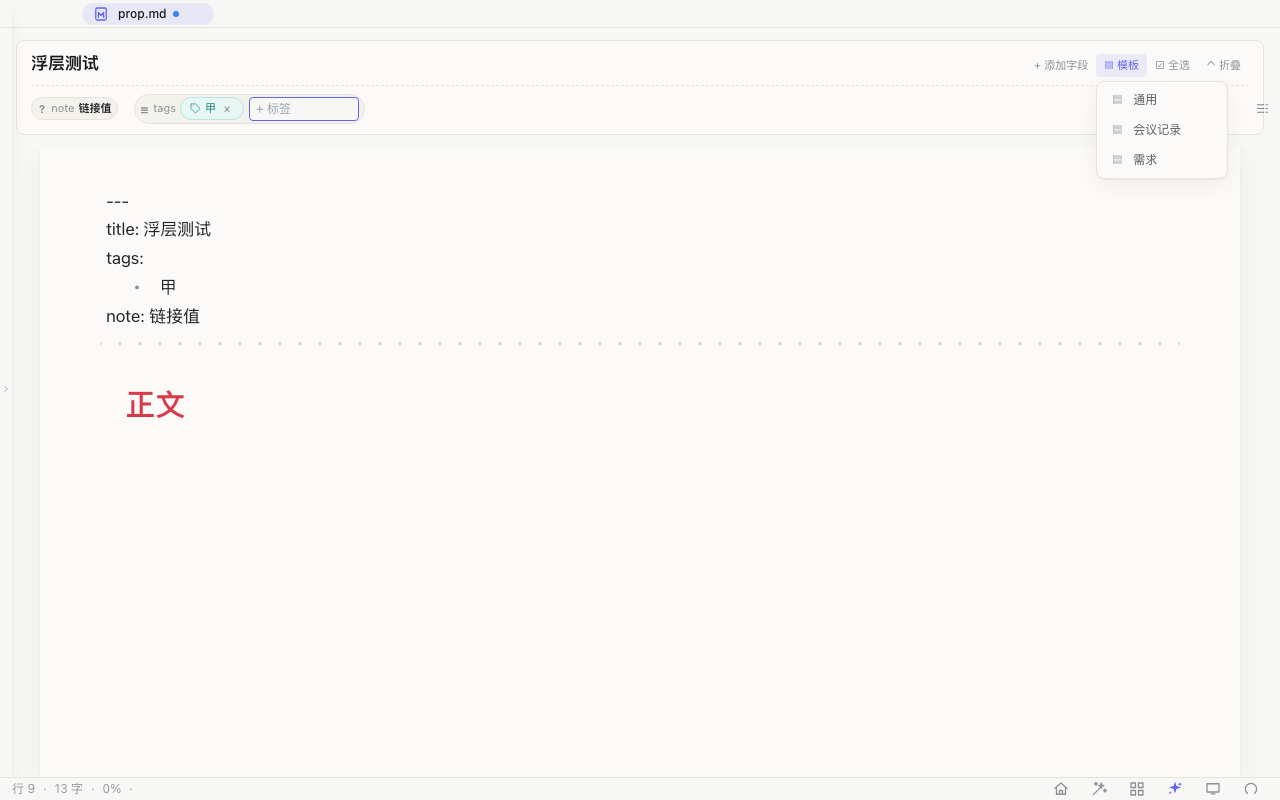 prop.md
浮层测试
+ 添加字段 模板 全选 折叠
? note 链接值 tags 甲 × + 标签
通用
会议记录
需求
---
title: 浮层测试
tags:
• 甲
note: 链接值
正文
行 9 · 13 字 · 0% ·